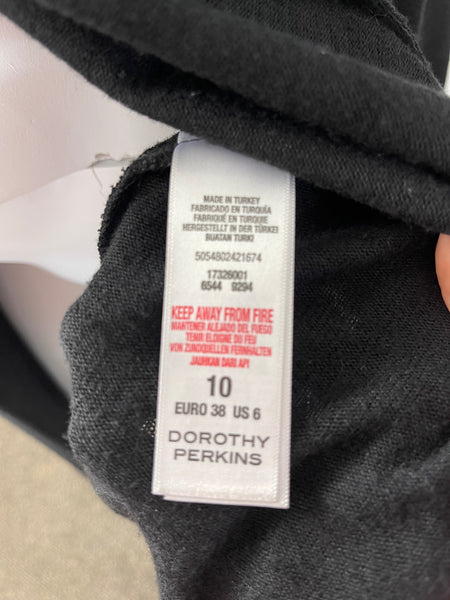 MADE IN TURKEY
FABRICADO EN TURQUÍA
FABRIQUÉ EN TURQUIE
HERGESTELLT IN DER TÜRKEI
BUATAN TURKI
5054802421674
17326001
6544 9294
KEEP AWAY FROM FIRE
MANTENER ALEJADO DEL FUEGO
TENIR ELOIGNE DU FEU
VON ZUNDQUELLEN FERNHALTEN
JAUHKAN DARI API
10
EURO 38 US 6
DOROTHY
PERKINS